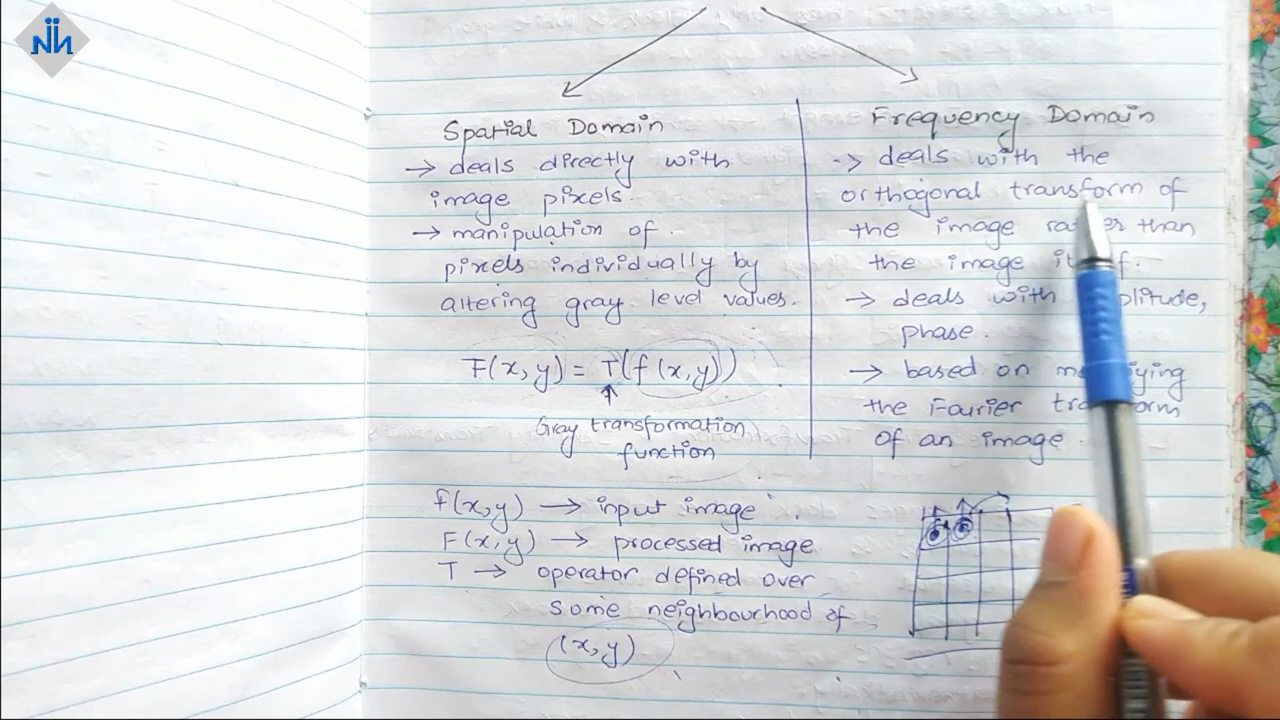 NiN
Spatial Domain
→ deals directly with
image pixels.
→ manipulation of
pixels individually by
altering gray level values.
F(x, y) = T(f(x,y))
↑
Gray transformation
function
Frequency Domain
-> deals with the
orthogonal transform of
the image than
the image
→ deals with
phase.
→ based on
the Fourier
of an image.
f(x,y) → input image
F(x,y) → processed image
T → operator defined over
some neighbourhood of
(x,y)